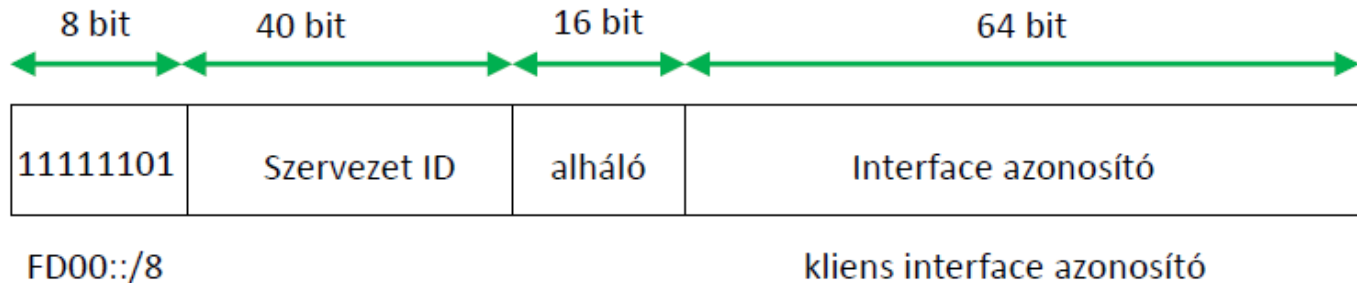 8 bit 40 bit 16 bit 64 bit
11111101 Szervezet ID alháló Interface azonosító
FD00::/8 kliens interface azonosító